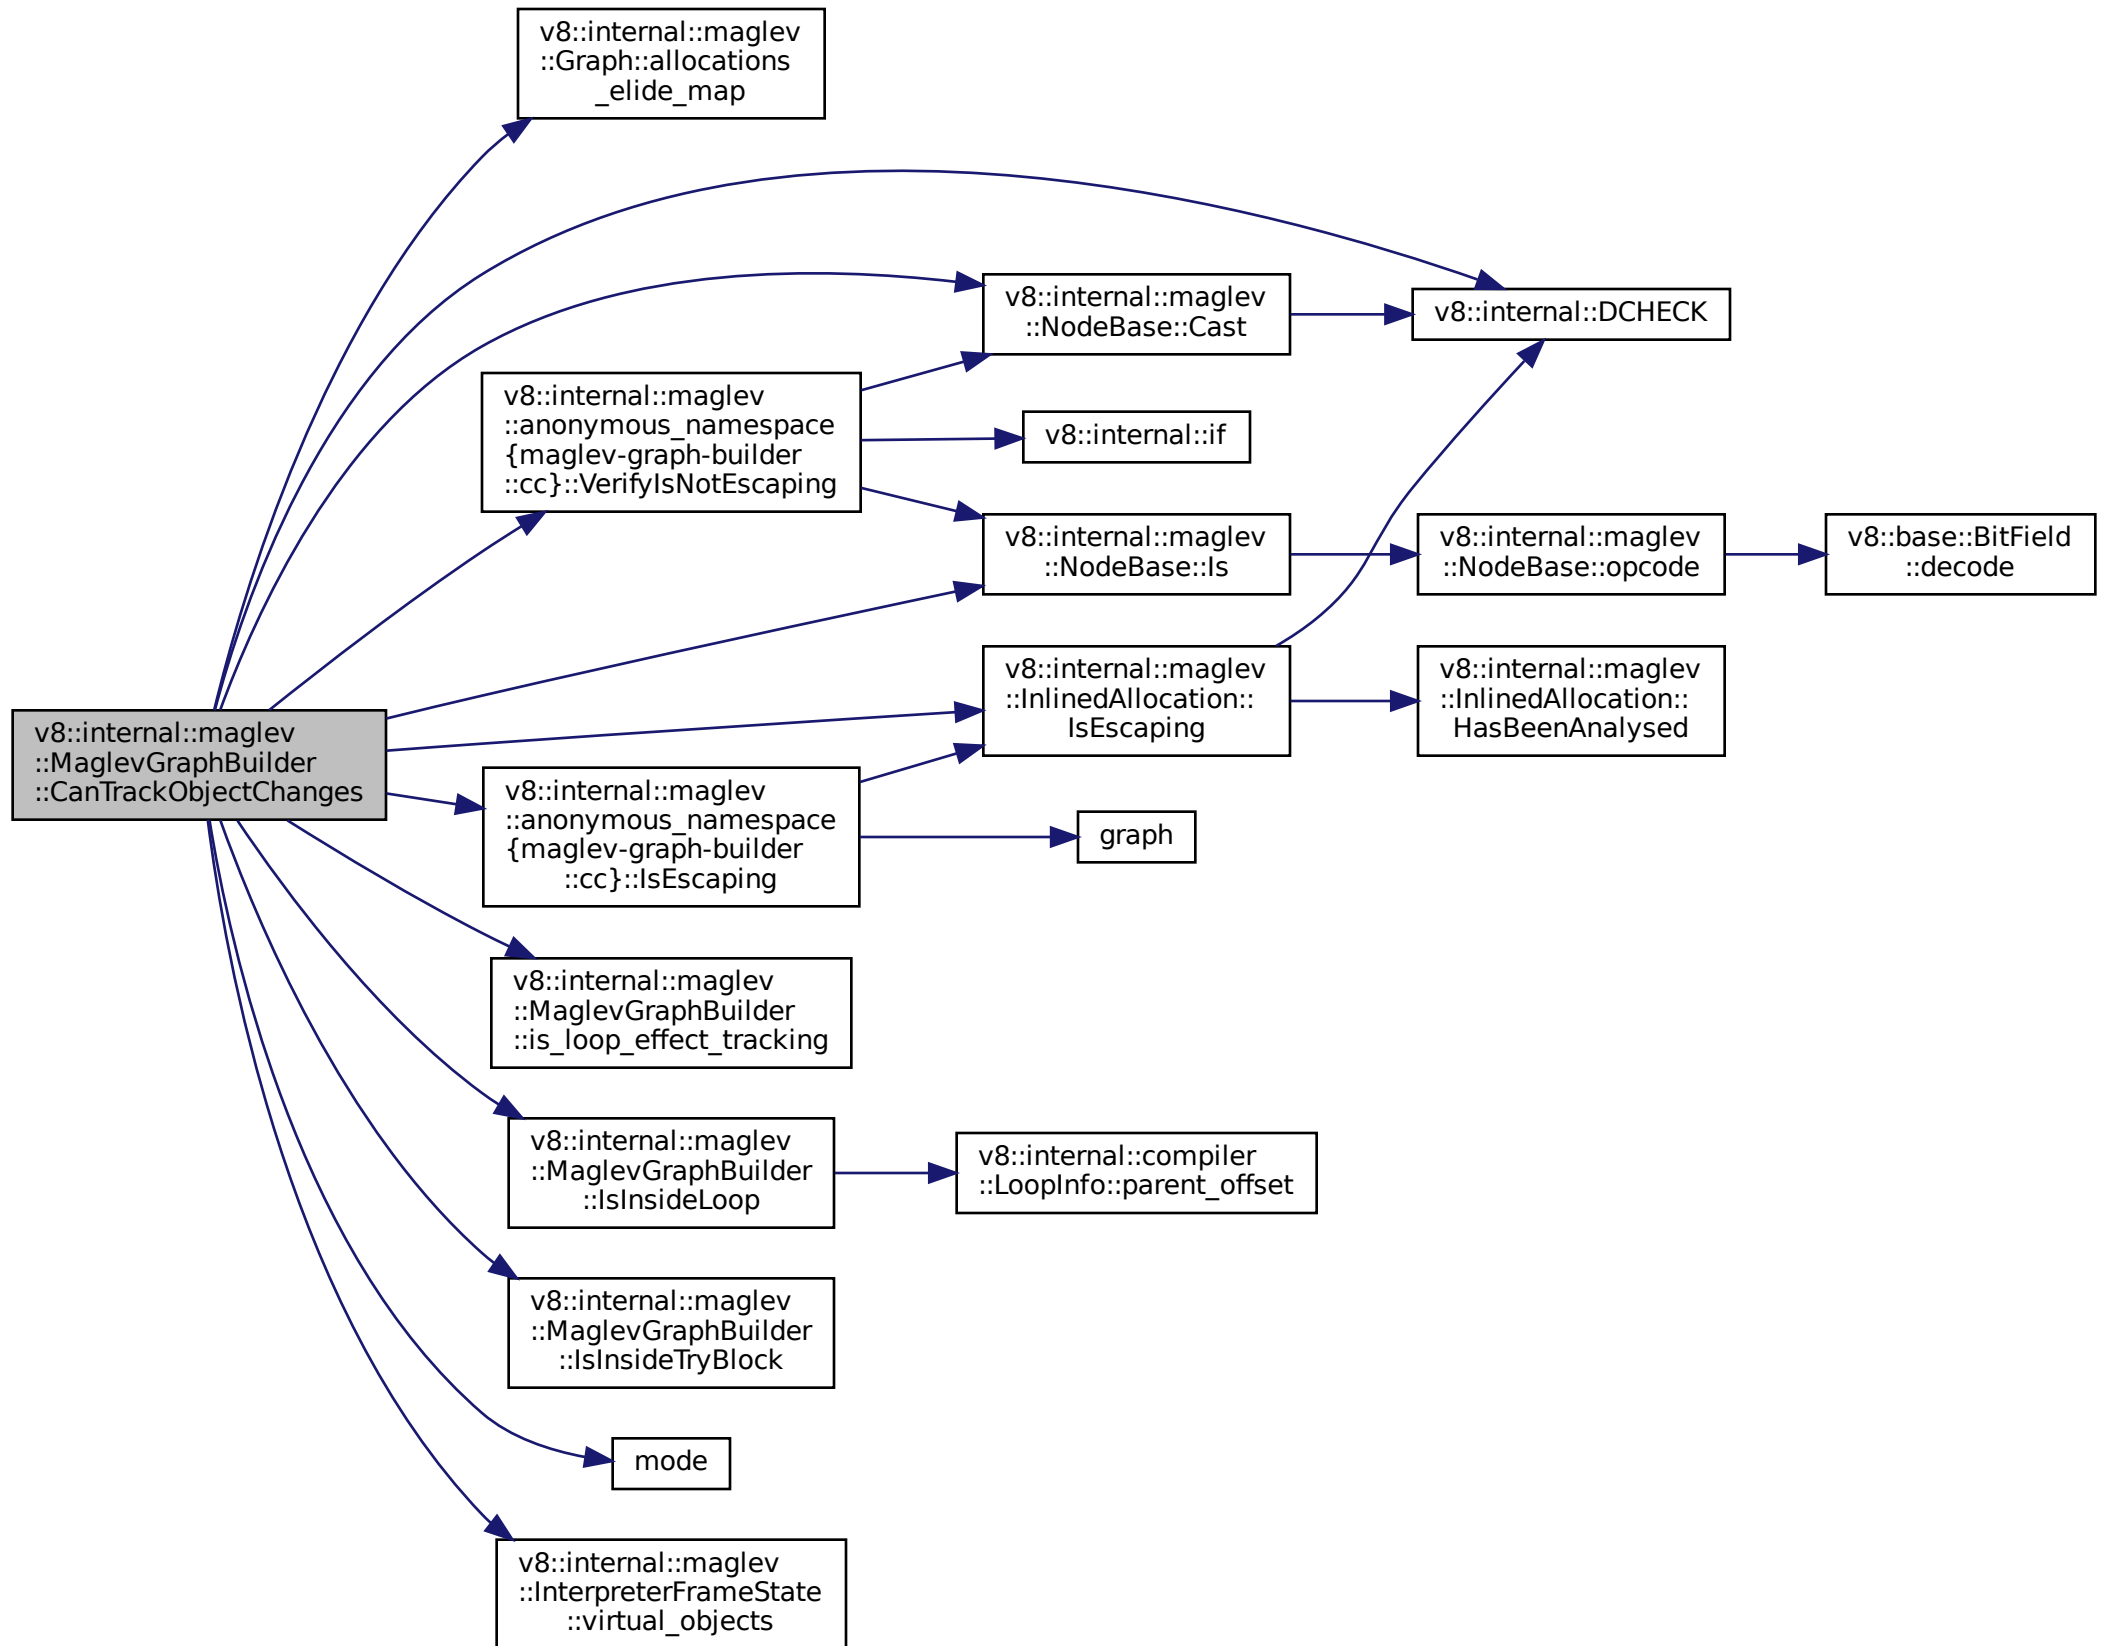 v8::internal::maglev
::Graph::allocations
_elide_map
v8::internal::maglev
::NodeBase::Cast
v8::internal::DCHECK
v8::internal::maglev
::anonymous_namespace
{maglev-graph-builder
::cc}::VerifyIsNotEscaping
v8::internal::if
v8::internal::maglev
::NodeBase::Is
v8::internal::maglev
::NodeBase::opcode
v8::base::BitField
::decode
v8::internal::maglev
::InlinedAllocation::
IsEscaping
v8::internal::maglev
::InlinedAllocation::
HasBeenAnalysed
v8::internal::maglev
::MaglevGraphBuilder
::CanTrackObjectChanges
v8::internal::maglev
::anonymous_namespace
{maglev-graph-builder
::cc}::IsEscaping
graph
v8::internal::maglev
::MaglevGraphBuilder
::is_loop_effect_tracking
v8::internal::maglev
::MaglevGraphBuilder
::IsInsideLoop
v8::internal::compiler
::LoopInfo::parent_offset
v8::internal::maglev
::MaglevGraphBuilder
::IsInsideTryBlock
mode
v8::internal::maglev
::InterpreterFrameState
::virtual_objects